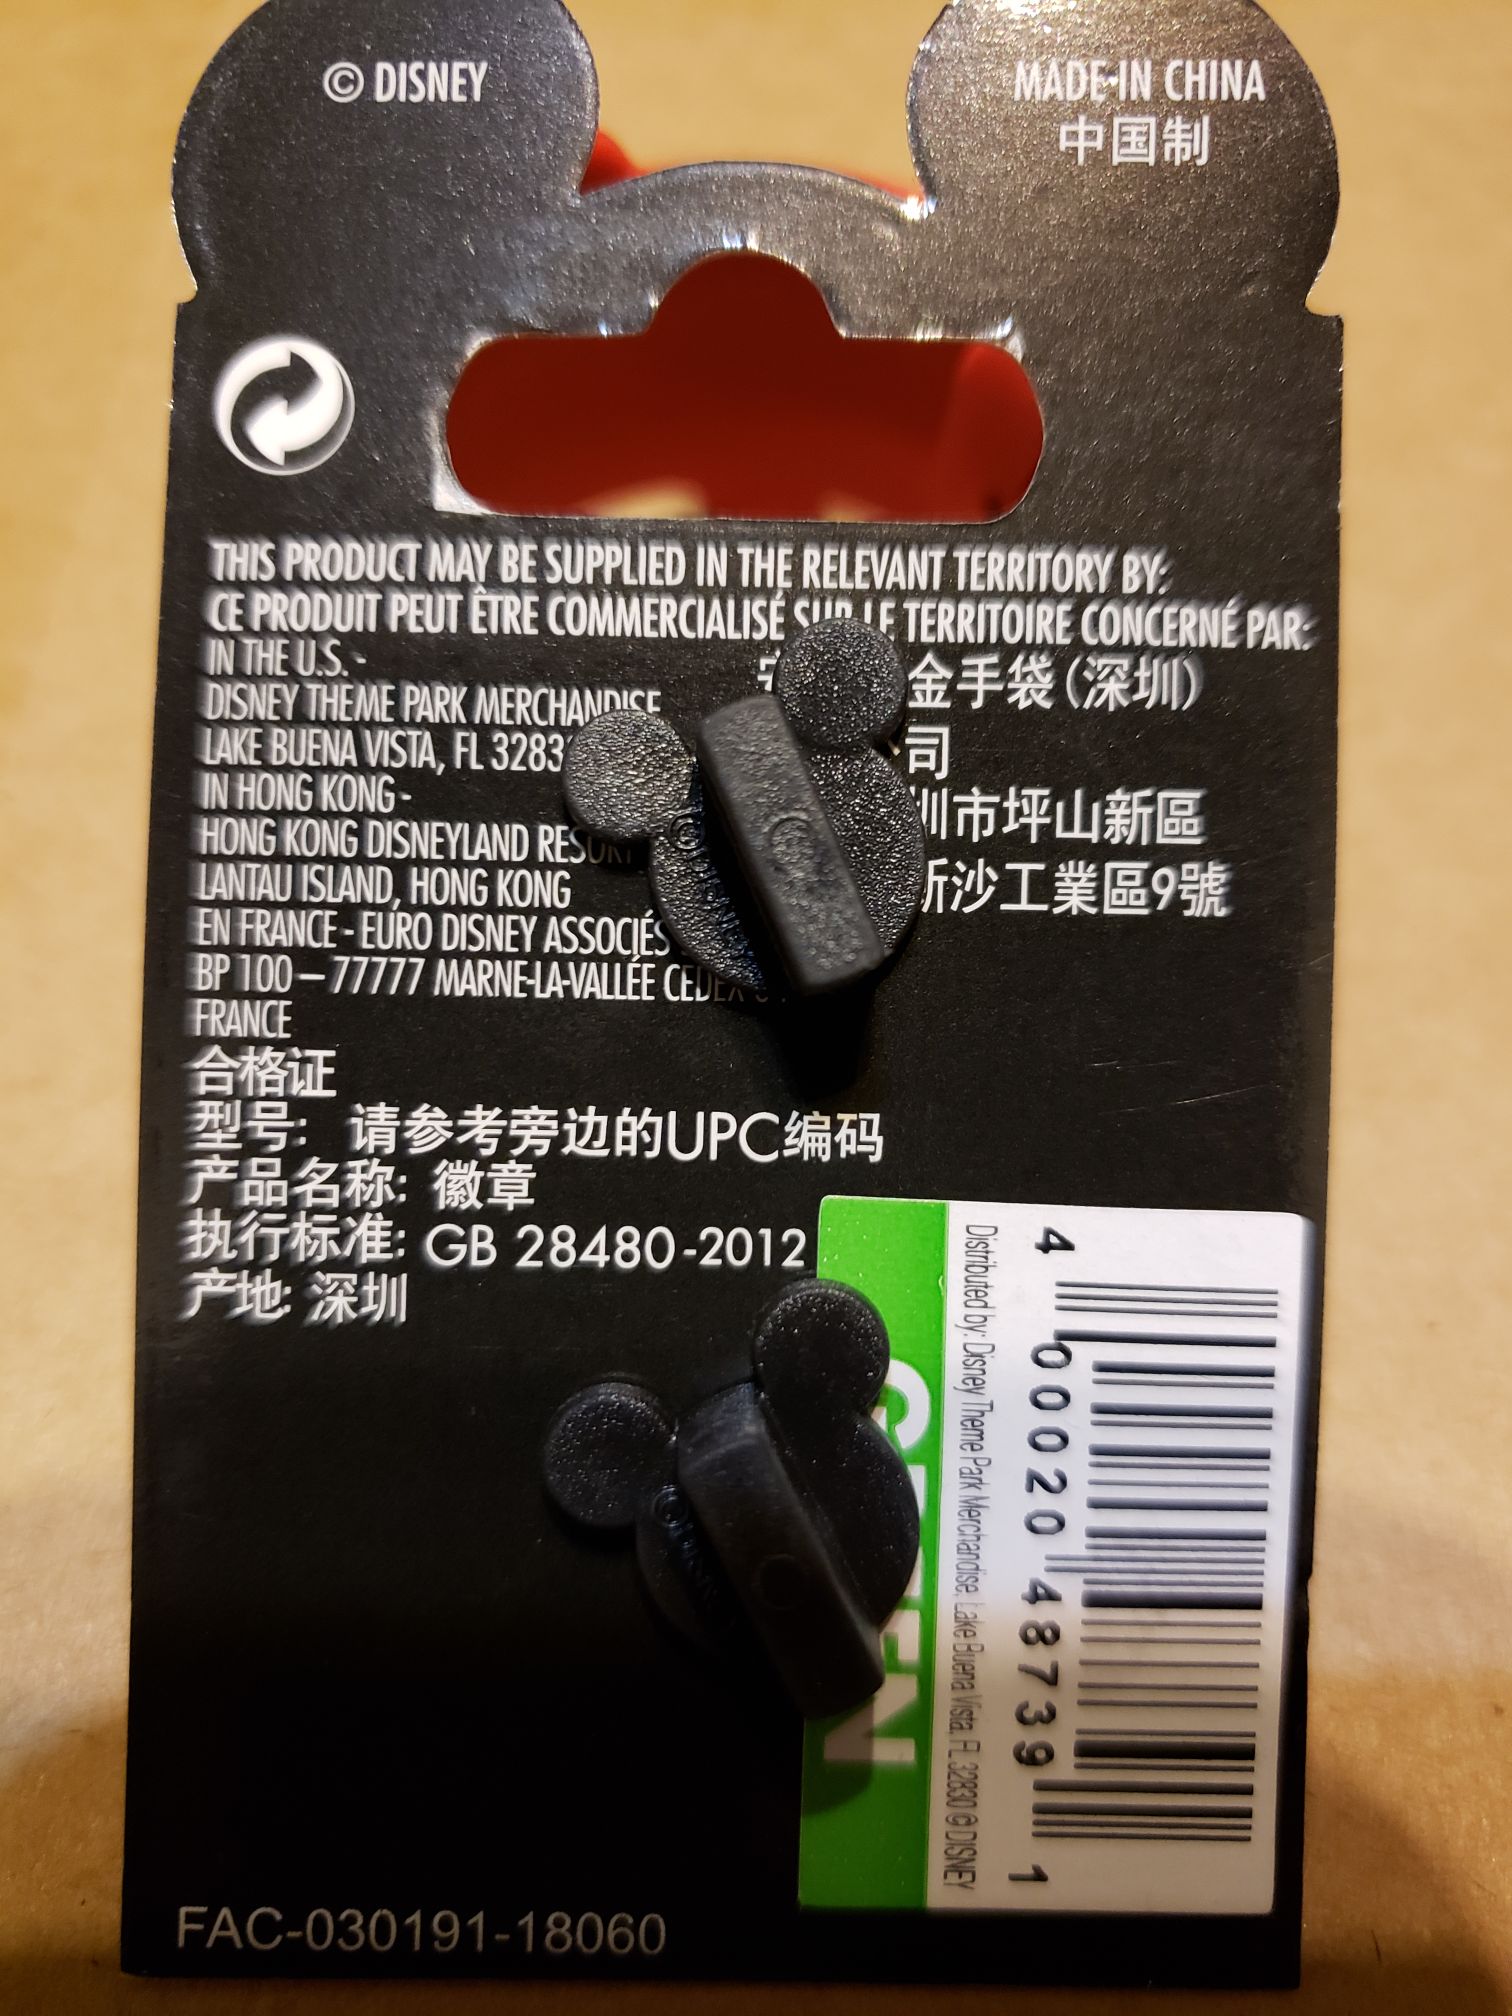 © DISNEY
MADE IN CHINA
中国制
THIS PRODUCT MAY BE SUPPLIED IN THE RELEVANT TERRITORY BY:
CE PRODUIT PEUT ÊTRE COMMERCIALISÉ SUR LE TERRITOIRE CONCERNÉ PAR:
IN THE U.S. -
DISNEY THEME PARK MERCHANDISE
LAKE BUENA VISTA, FL 3283
IN HONG KONG -
HONG KONG DISNEYLAND RESORT
LANTAU ISLAND, HONG KONG
EN FRANCE - EURO DISNEY ASSOCIÉS
BP 100 – 77777 MARNE-LA-VALLÉE CEDEX
FRANCE
金手袋(深圳)
司
圳市坪山新區
沙工業區9號
合格证
型号: 请参考旁边的UPC编码
产品名称: 徽章
执行标准: GB 28480-2012
产地: 深圳
Distributed by: Disney Theme Park Merchandise, Lake Buena Vista, FL 32830 © DISNEY
4 00020 48739 1
FAC-030191-18060